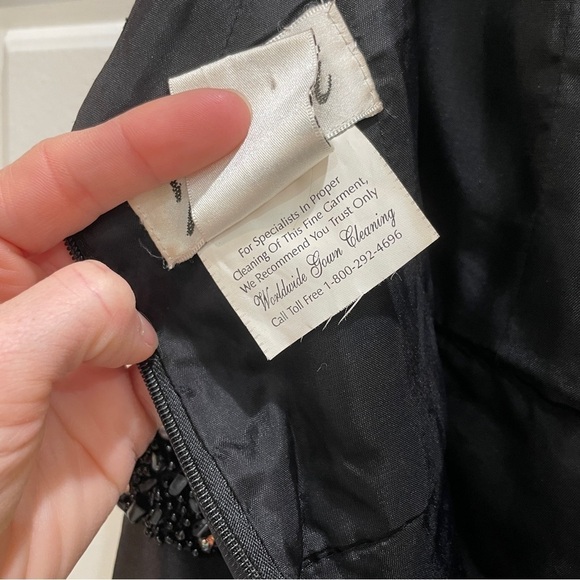 For Specialists In Proper
Cleaning Of This Fine Garment,
We Recommend You Trust Only
Worldwide Gown Cleaning
Call Toll Free 1-800-292-4696